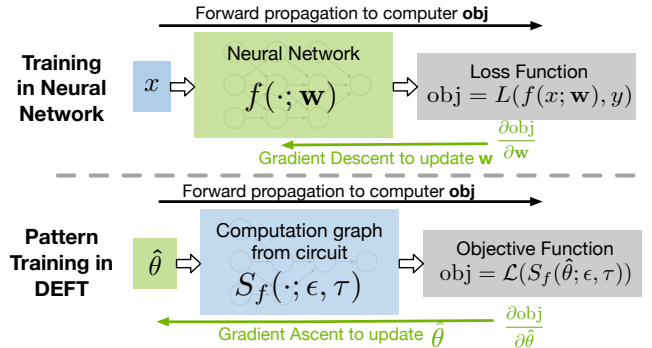 Forward propagation to computer obj
Training
in Neural
Network
x
Neural Network
f(·; w)
Loss Function
obj = L(f(x; w), y)
Gradient Descent to update w
∂obj
∂w
Forward propagation to computer obj
Pattern
Training in
DEFT
θ̂
Computation graph
from circuit
S_f(·; ϵ, τ)
Objective Function
obj = ℒ(S_f(θ̂; ϵ, τ))
Gradient Ascent to update θ̂
∂obj
∂θ̂